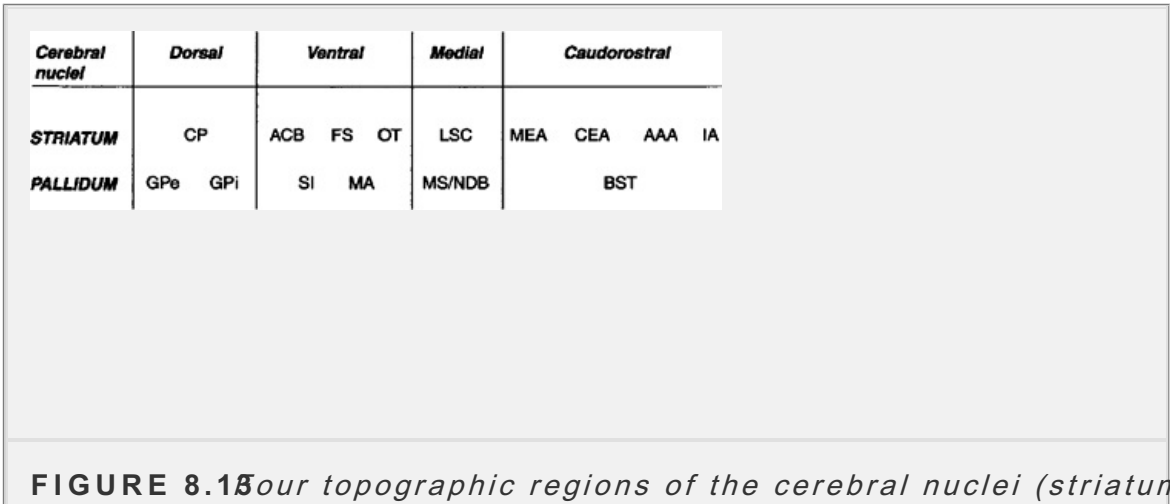 Cerebral nuclei Dorsal Ventral Medial Caudorostral
STRIATUM CP ACB FS OT LSC MEA CEA AAA IA
PALLIDUM GPe GPi SI MA MS/NDB BST
FIGURE 8.13 Four topographic regions of the cerebral nuclei (striatum